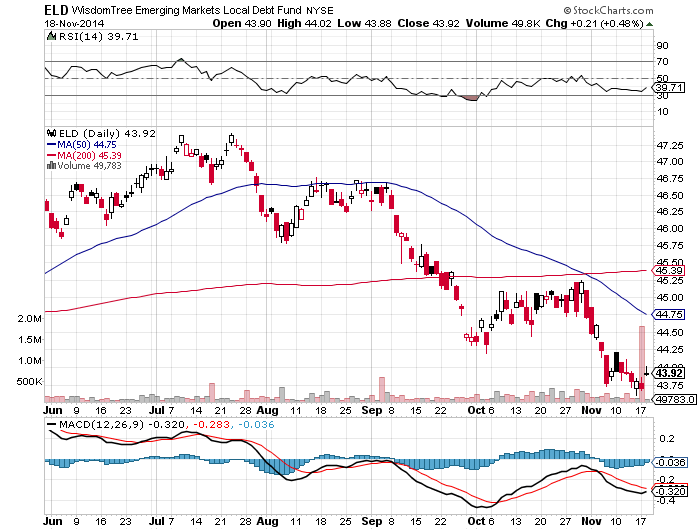 ELD WisdomTree Emerging Markets Local Debt Fund NYSE © StockCharts.com
18-Nov-2014 Open 43.90 High 44.02 Low 43.88 Close 43.92 Volume 49.8K Chg +0.21 (+0.48%)
RSI(14) 39.71
90
70
50
39.71
30
10
ELD (Daily) 43.92
MA(50) 44.75
MA(200) 45.39
Volume 49,783
47.25
47.00
46.75
46.50
46.25
46.00
45.75
45.50
45.39
45.25
45.00
44.75
44.50
44.25
43.92
43.75
49783.0
2.0M
1.5M
1.0M
500K
Jun 9 16 23 Jul 7 14 21 28 Aug 11 18 25 Sep 8 15 22 Oct 6 13 20 27 Nov 10 17
MACD(12,26,9) -0.320, -0.283, -0.036
0.2
-0.036
-0.320
-0.4
Jun 9 16 23 Jul 7 14 21 28 Aug 11 18 25 Sep 8 15 22 Oct 6 13 20 27 Nov 10 17